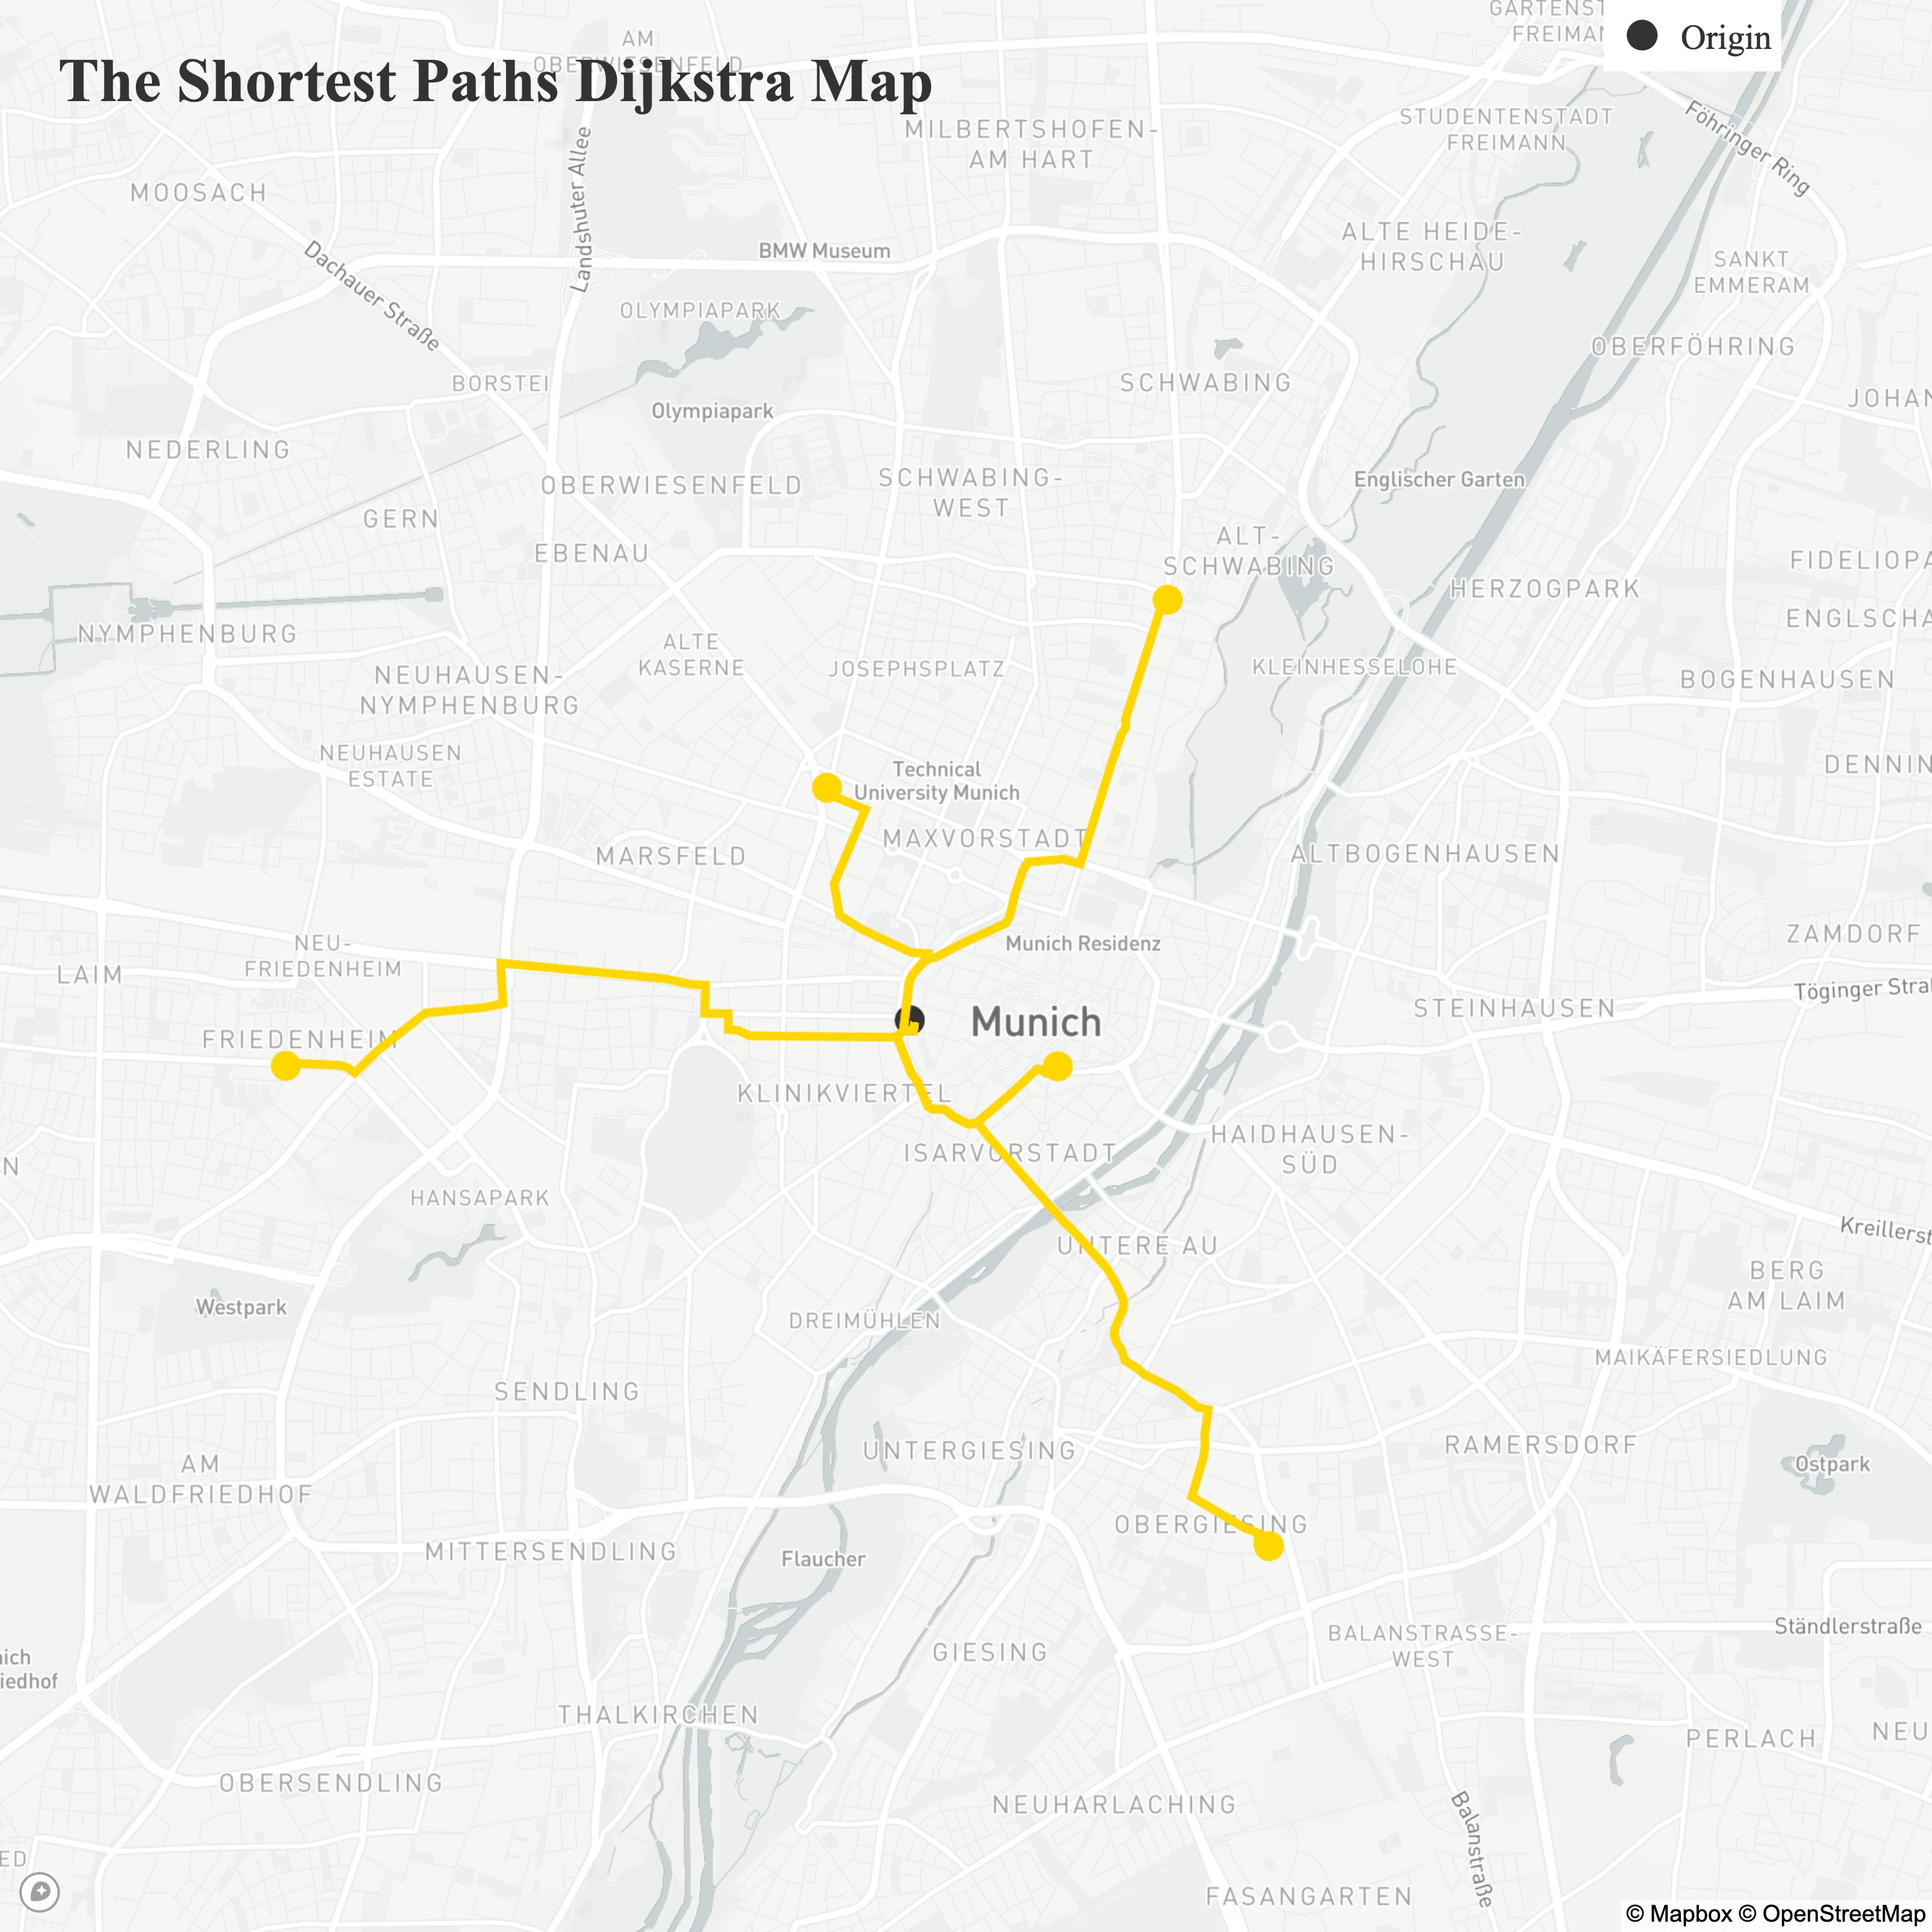 GARTENST
FREIMAN
Origin
AM
OBERWIESENFELD
The Shortest Paths Dijkstra Map
MILBERTSHOFEN-
AM HART
STUDENTENSTADT
FREIMANN
Föhringer Ring
MOOSACH
Landshuter Allee
Dachauer Straße
BMW Museum
ALTE HEIDE-
HIRSCHAU
SANKT
EMMERAM
OLYMPIAPARK
OBERFÖHRING
BORSTEI
SCHWABING
JOHAN
Olympiapark
NEDERLING
OBERWIESENFELD
SCHWABING-
WEST
Englischer Garten
GERN
EBENAU
ALT-
SCHWABING
FIDELIOPA
HERZOGPARK
ENGLSCHA
NYMPHENBURG
ALTE
KASERNE
JOSEPHSPLATZ
KLEINHESSELOHE
NEUHAUSEN-
NYMPHENBURG
BOGENHAUSEN
NEUHAUSEN
ESTATE
Technical
University Munich
DENNIN
MAXVORSTADT
MARSFELD
ALTBOGENHAUSEN
NEU-
FRIEDENHEIM
Munich Residenz
ZAMDORF
LAIM
Töginger Stra
STEINHAUSEN
Munich
FRIEDENHEIM
KLINIKVIERTEL
ISARVORSTADT
HAIDHAUSEN-
SÜD
N
HANSAPARK
Kreillerst
UNTERE AU
BERG
AM LAIM
Westpark
DREIMÜHLEN
MAIKÄFERSIEDLUNG
SENDLING
UNTERGIESING
RAMERSDORF
AM
WALDFRIEDHOF
Ostpark
OBERGIESING
MITTERSENDLING
Flaucher
BALANSTRASSE-
WEST
Ständlerstraße
GIESING
ich
iedhof
THALKIRCHEN
PERLACH
NEU
OBERSENDLING
NEUHARLACHING
Balanstraße
ED
FASANGARTEN
© Mapbox © OpenStreetMap